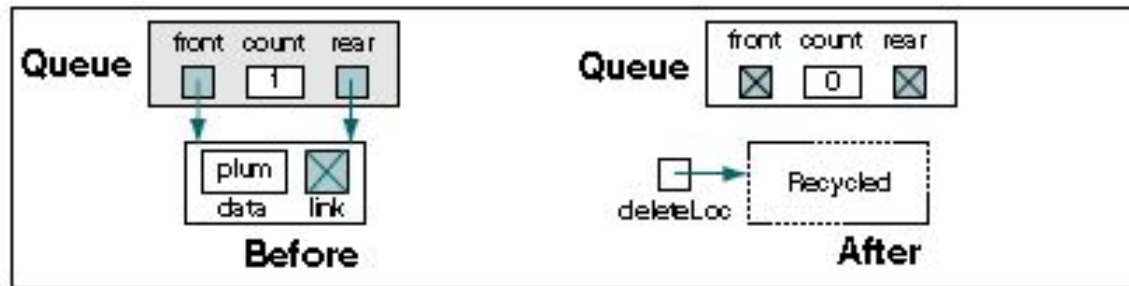 front count rear
Queue
1
plum
data link
Before
front count rear
Queue
0
deleteLoc
Recycled
After